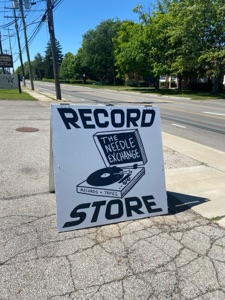 RECORD
THE
NEEDLE
EXCHANGE
RECORDS + TAPES
STORE